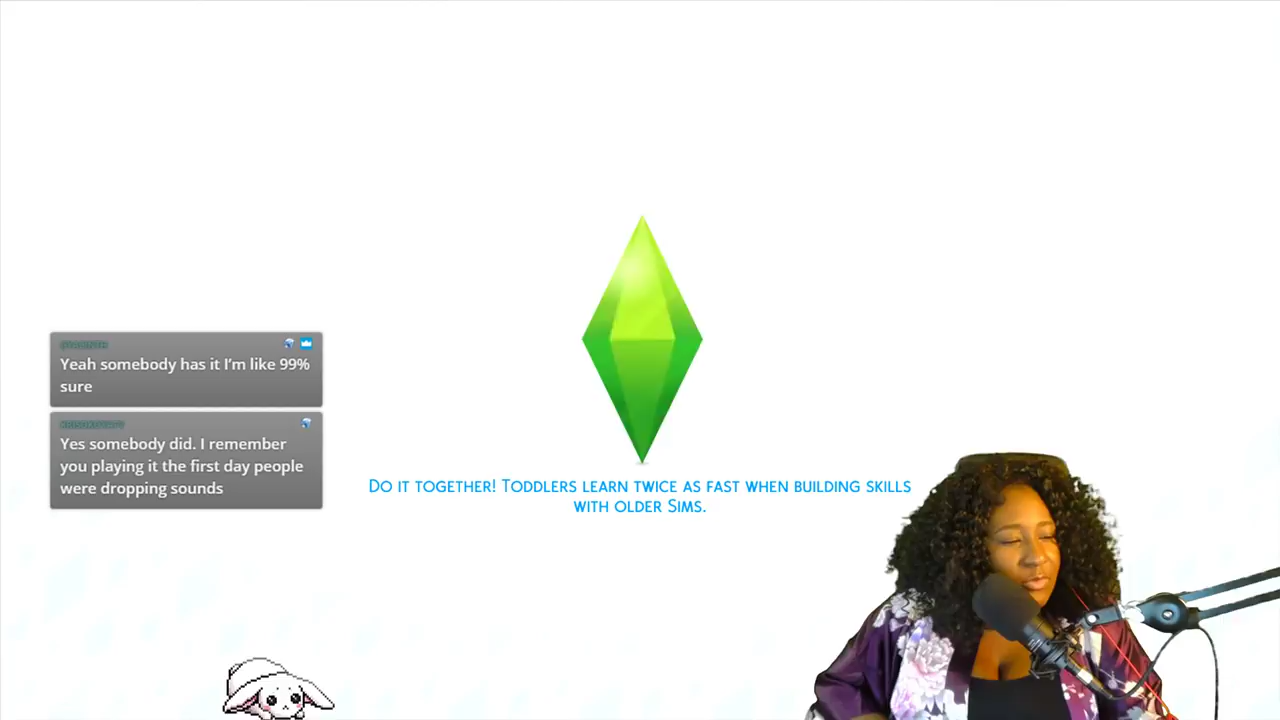 Yeah somebody has it I'm like 99%
sure
Yes somebody did. I remember
you playing it the first day people
were dropping sounds
Do it together! Toddlers learn twice as fast when building skills
with older Sims.